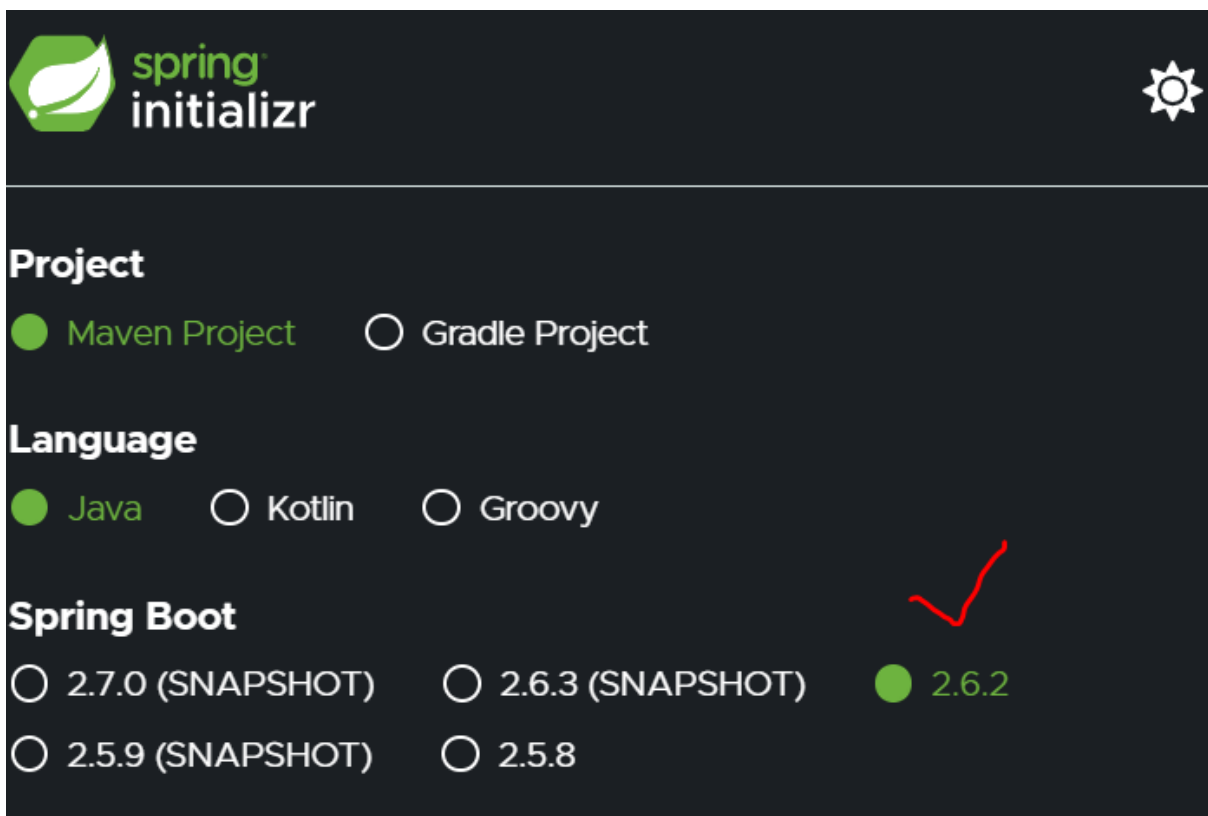 spring
initializr
Project
Maven Project Gradle Project
Language
Java Kotlin Groovy
Spring Boot
2.7.0 (SNAPSHOT) 2.6.3 (SNAPSHOT) 2.6.2
2.5.9 (SNAPSHOT) 2.5.8